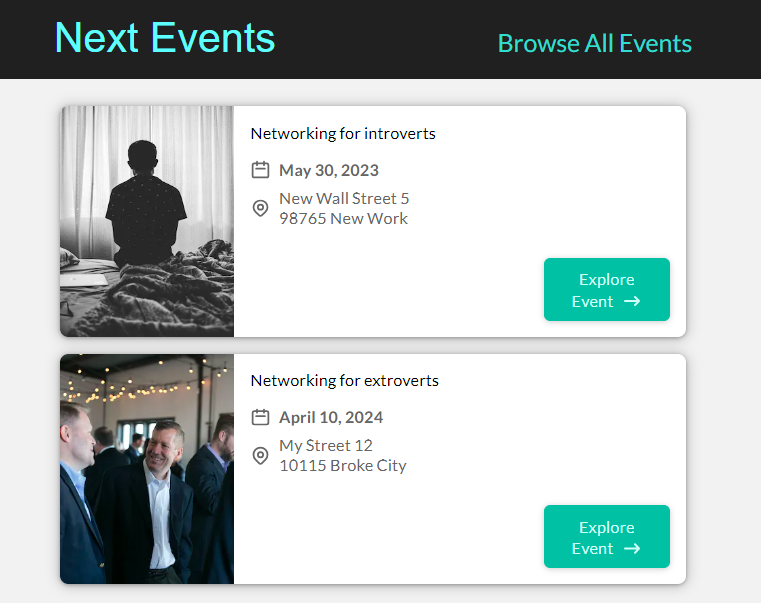 Next Events
Browse All Events
Networking for introverts
May 30, 2023
New Wall Street 5
98765 New Work
Explore
Event →
Networking for extroverts
April 10, 2024
My Street 12
10115 Broke City
Explore
Event →